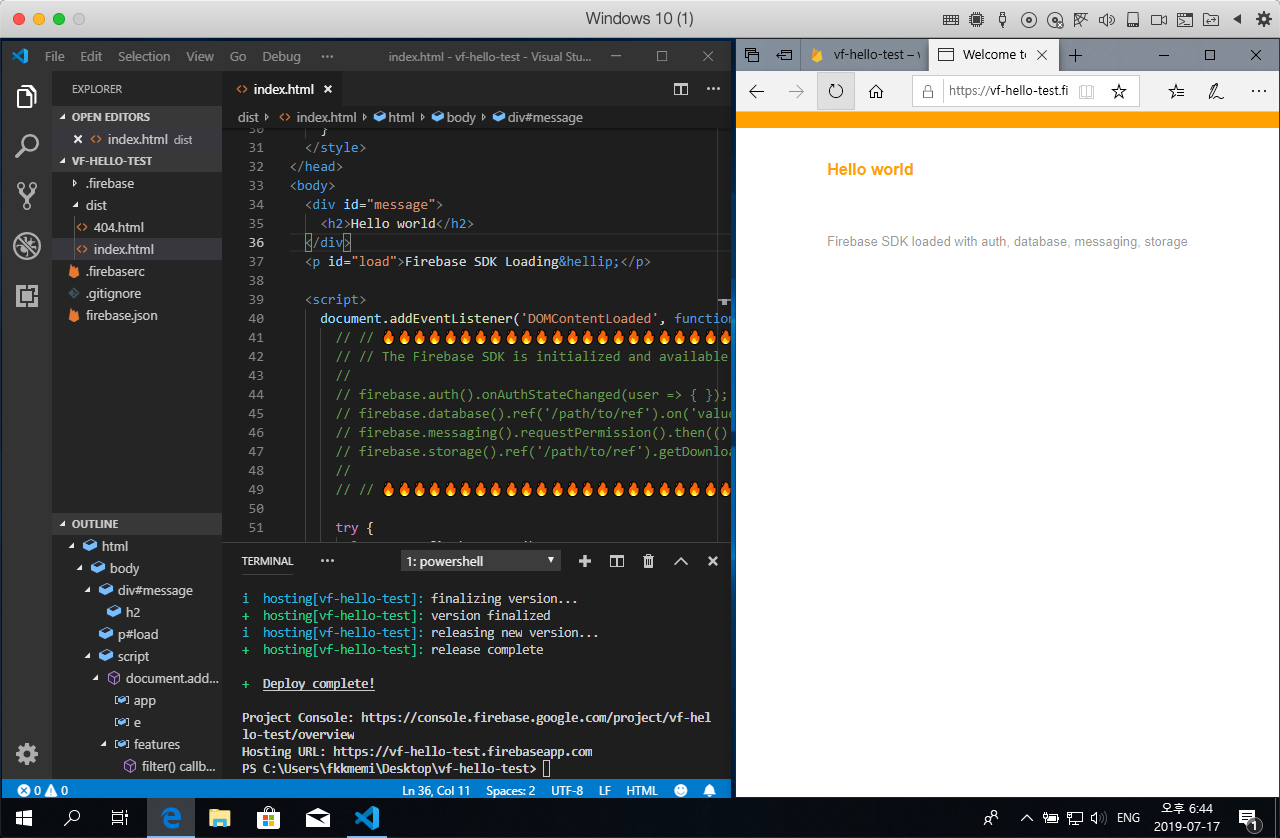 Windows 10 (1)
File Edit Selection View Go Debug ··· index.html - vf-hello-test - Visual Stu...
EXPLORER
OPEN EDITORS
index.html dist
VF-HELLO-TEST
.firebase
dist
404.html
index.html
.firebaserc
.gitignore
firebase.json
OUTLINE
html
body
div#message
h2
p#load
script
document.add...
app
e
features
filter() callb...
index.html
dist index.html html body div#message
30 }
31 </style>
32 </head>
33 <body>
34 <div id="message">
35 <h2>Hello world</h2>
36 </div>
37 <p id="load">Firebase SDK Loading&hellip;</p>
38
39 <script>
40 document.addEventListener('DOMContentLoaded', function
41 // // 🔥🔥🔥🔥🔥🔥🔥🔥🔥🔥🔥🔥🔥🔥🔥🔥🔥🔥🔥🔥🔥🔥🔥
42 // // The Firebase SDK is initialized and available
43 //
44 // firebase.auth().onAuthStateChanged(user => { });
45 // firebase.database().ref('/path/to/ref').on('value
46 // firebase.messaging().requestPermission().then(()
47 // firebase.storage().ref('/path/to/ref').getDownloa
48 //
49 // // 🔥🔥🔥🔥🔥🔥🔥🔥🔥🔥🔥🔥🔥🔥🔥🔥🔥🔥🔥🔥🔥🔥🔥
50
51 try {
TERMINAL ··· 1: powershell
i hosting[vf-hello-test]: finalizing version...
+ hosting[vf-hello-test]: version finalized
i hosting[vf-hello-test]: releasing new version...
+ hosting[vf-hello-test]: release complete
+ Deploy complete!
Project Console: https://console.firebase.google.com/project/vf-hel
lo-test/overview
Hosting URL: https://vf-hello-test.firebaseapp.com
PS C:\Users\fkkmemi\Desktop\vf-hello-test>
0 0 Ln 36, Col 11 Spaces: 2 UTF-8 LF HTML
vf-hello-test – Welcome to
https://vf-hello-test.fi
Hello world
Firebase SDK loaded with auth, database, messaging, storage
ENG
오후 6:44
2019-07-17
1